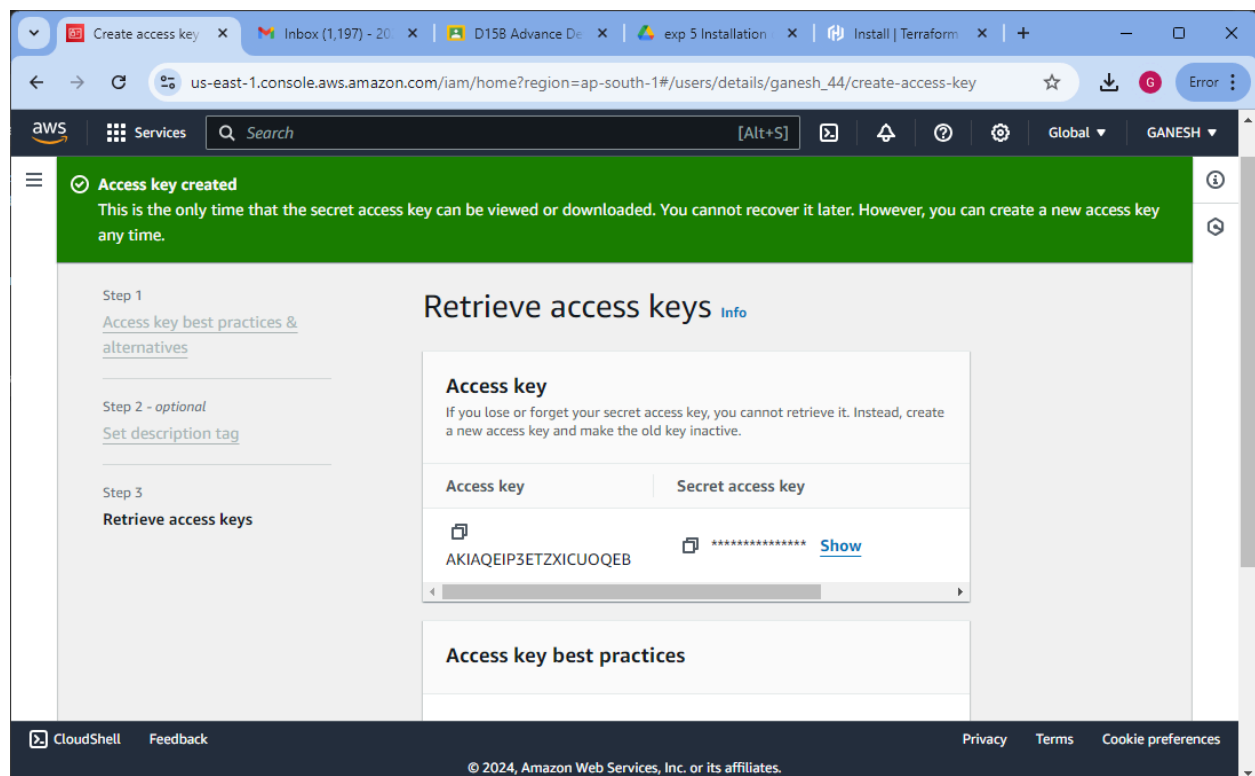 Create access key
Inbox (1,197) - 20
D15B Advance De
exp 5 Installation
Install | Terraform
us-east-1.console.aws.amazon.com/iam/home?region=ap-south-1#/users/details/ganesh_44/create-access-key
G
Error
aws
Services
Search
[Alt+S]
Global
GANESH
Access key created
This is the only time that the secret access key can be viewed or downloaded. You cannot recover it later. However, you can create a new access key
any time.
Step 1
Access key best practices &
alternatives
Step 2 - optional
Set description tag
Step 3
Retrieve access keys
Retrieve access keys Info
Access key
If you lose or forget your secret access key, you cannot retrieve it. Instead, create
a new access key and make the old key inactive.
Access key
Secret access key
AKIAQEIP3ETZXICUOQEB
*************** Show
Access key best practices
CloudShell Feedback Privacy Terms Cookie preferences
© 2024, Amazon Web Services, Inc. or its affiliates.